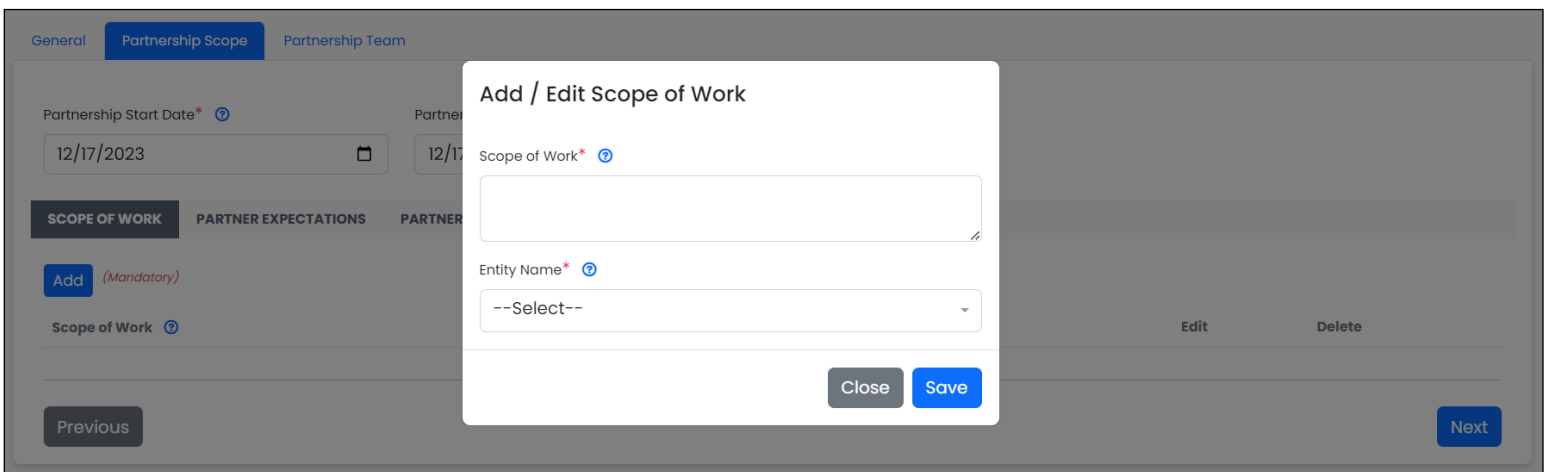 General Partnership Scope Partnership Team
Add / Edit Scope of Work
Partnership Start Date*
Partner
12/17/2023
12/17
Scope of Work*
SCOPE OF WORK PARTNER EXPECTATIONS PARTNER
Entity Name*
--Select--
Add (Mandatory)
Scope of Work Edit Delete
Close Save
Previous Next